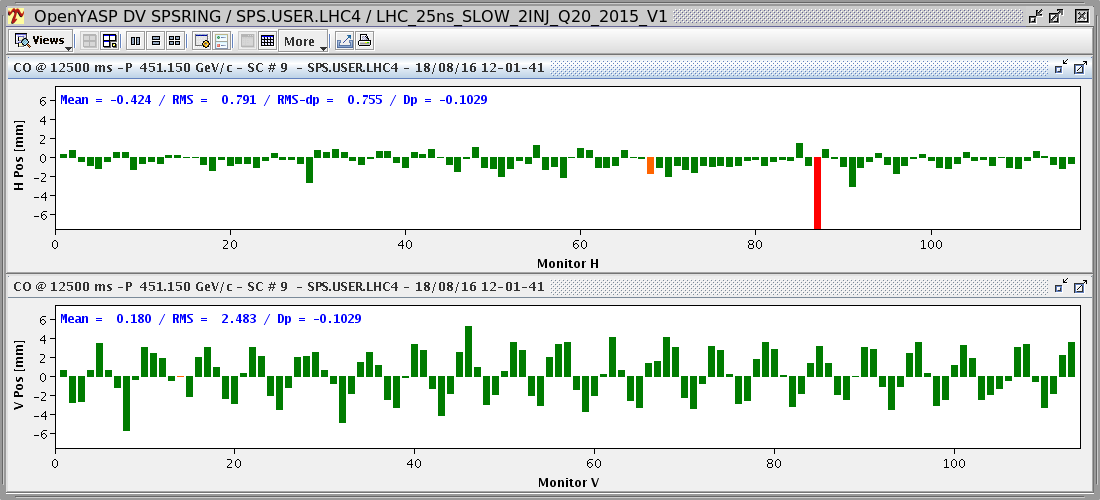 OpenYASP DV SPSRING / SPS.USER.LHC4 / LHC_25ns_SLOW_2INJ_Q20_2015_V1
Views
More
CO @ 12500 ms -P 451.150 GeV/c - SC # 9 - SPS.USER.LHC4 - 18/08/16 12-01-41
Mean = -0.424 / RMS = 0.791 / RMS-dp = 0.755 / Dp = -0.1029
H Pos [mm]
6
4
2
0
-2
-4
-6
0 20 40 60 80 100
Monitor H
CO @ 12500 ms -P 451.150 GeV/c - SC # 9 - SPS.USER.LHC4 - 18/08/16 12-01-41
Mean = 0.180 / RMS = 2.483 / Dp = -0.1029
V Pos [mm]
6
4
2
0
-2
-4
-6
0 20 40 60 80 100
Monitor V